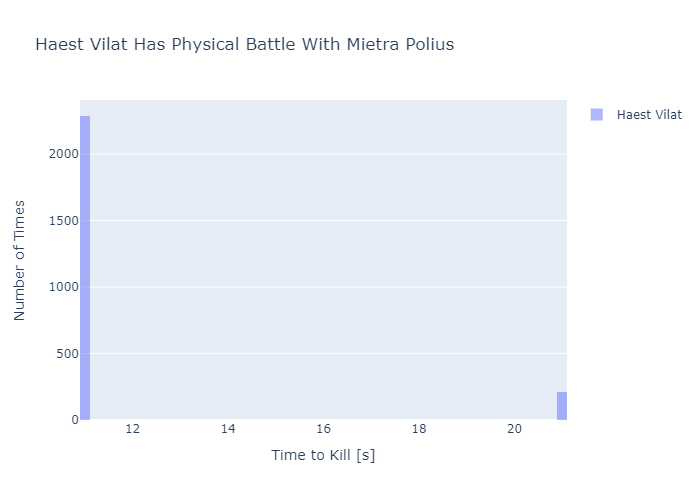 Haest Vilat Has Physical Battle With Mietra Polius
Haest Vilat
2000
1500
1000
500
0
Number of Times
12 14 16 18 20
Time to Kill [s]